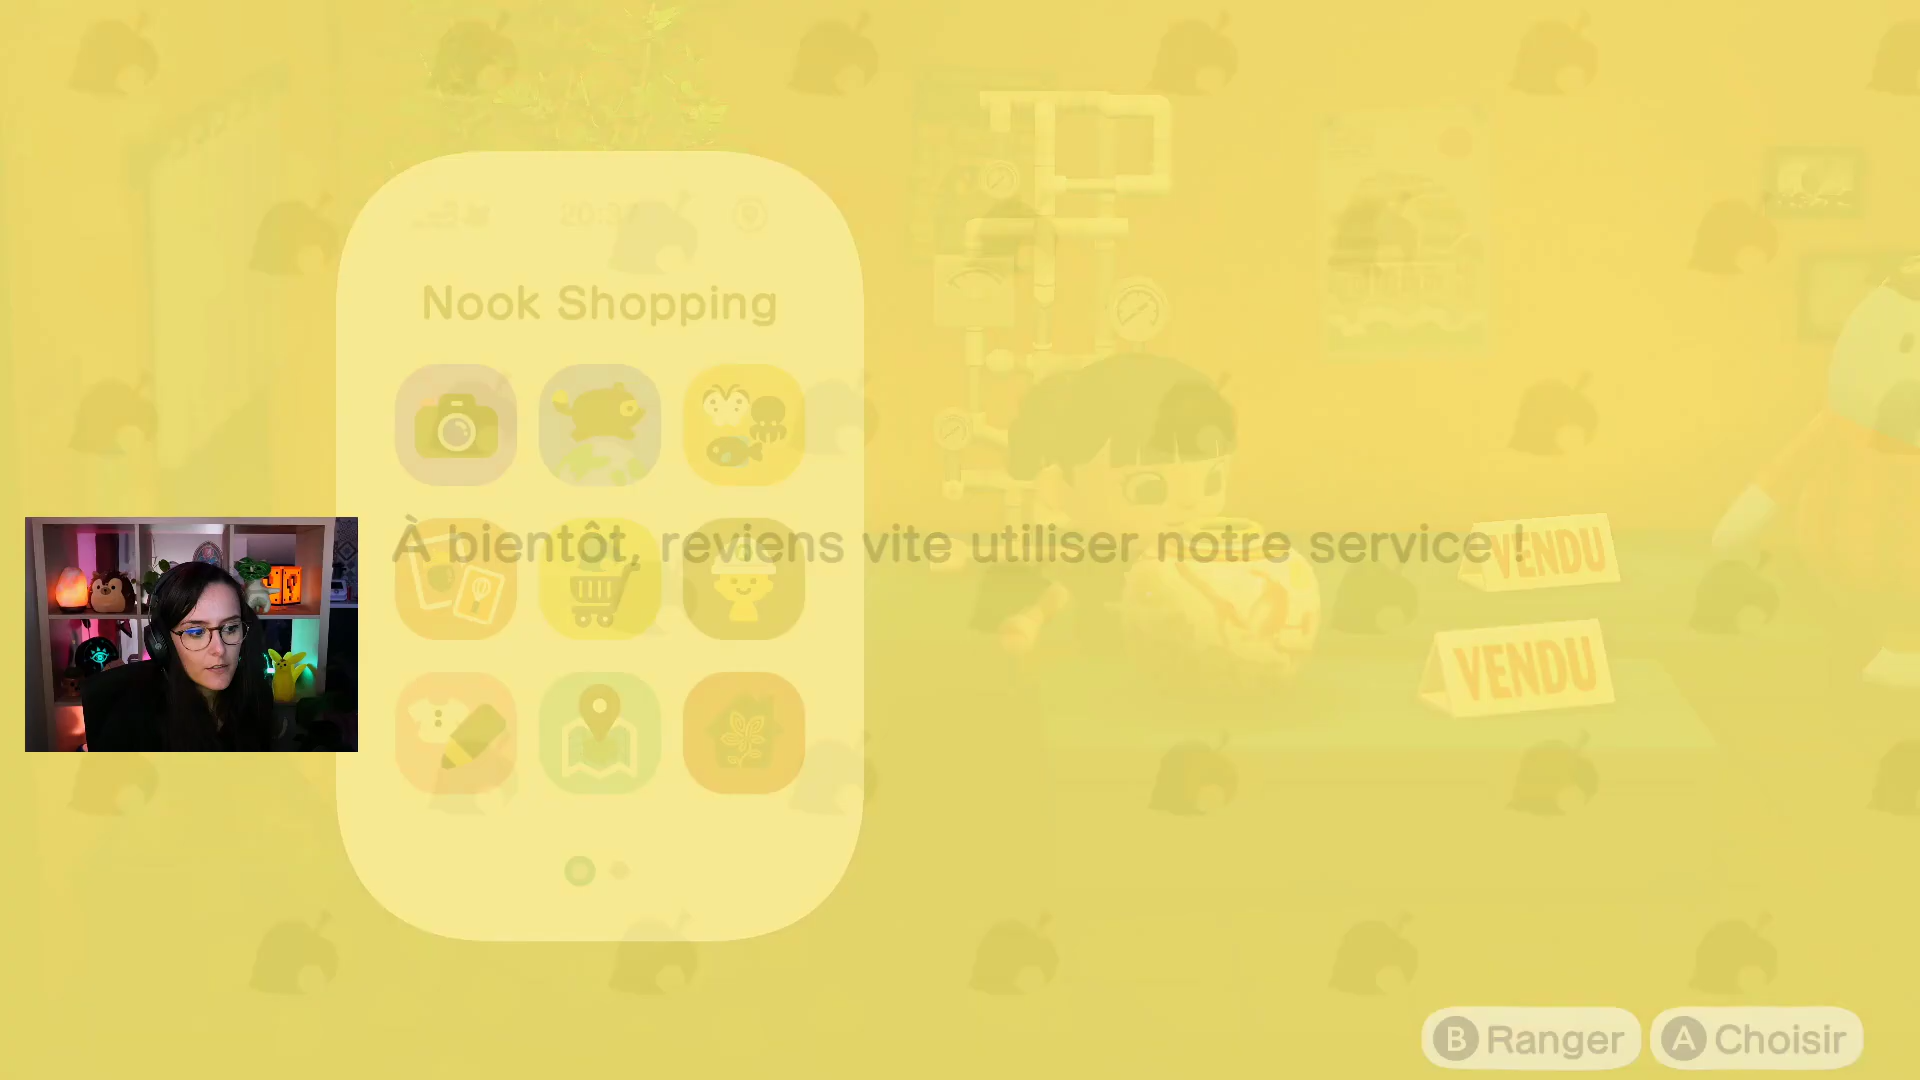 Nook Shopping
À bientôt, reviens vite utiliser notre service !
VENDU
VENDU
B Ranger
A Choisir